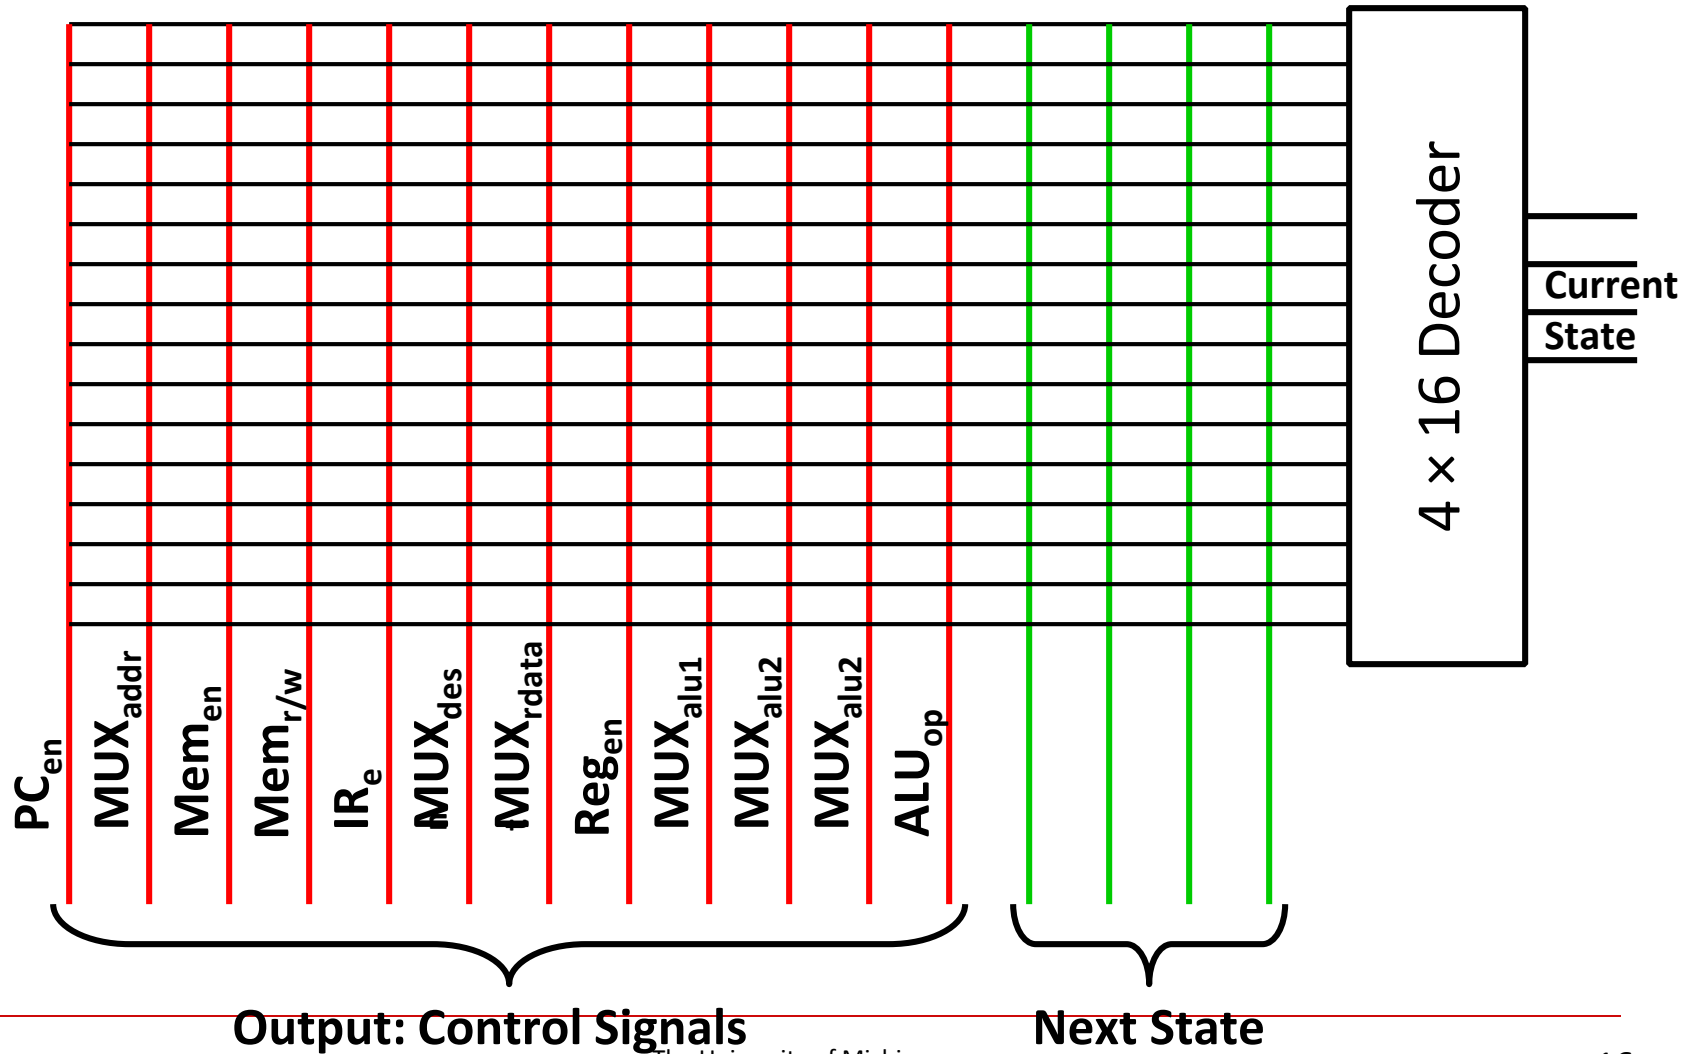 4 × 16 Decoder
Current
State
PCen
MUXaddr
Memen
Memr/w
IRe
MUXdes
MUXrdata
Regen
MUXalu1
MUXalu2
MUXalu2
ALUop
Output: Control Signals
Next State